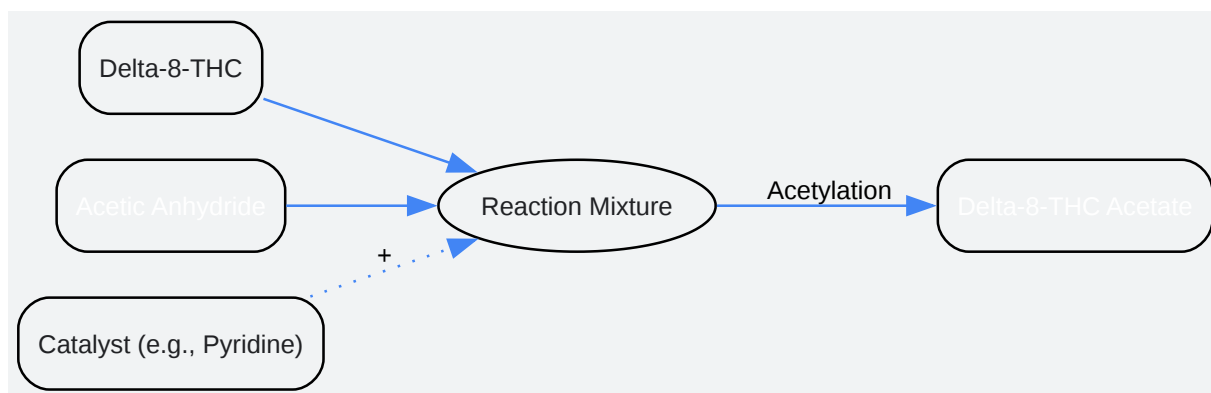 Delta-8-THC
Acetic Anhydride
Reaction Mixture
Acetylation
Delta-8-THC Acetate
+
Catalyst (e.g., Pyridine)